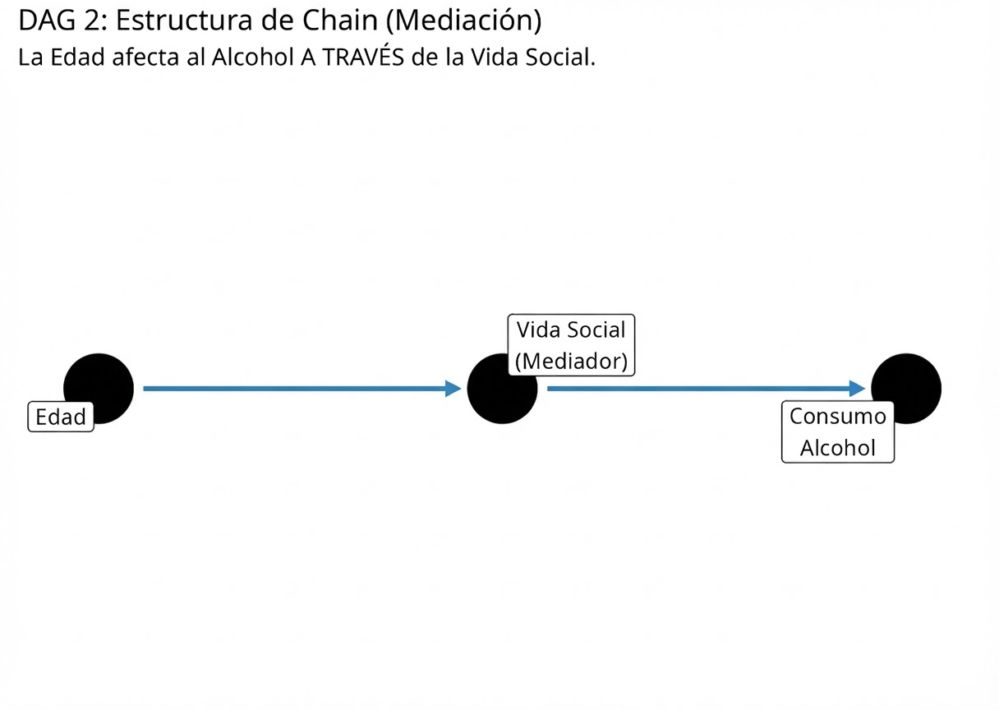 DAG 2: Estructura de Chain (Mediación)
La Edad afecta al Alcohol A TRAVÉS de la Vida Social.
Vida Social
(Mediador)
Edad
Consumo
Alcohol